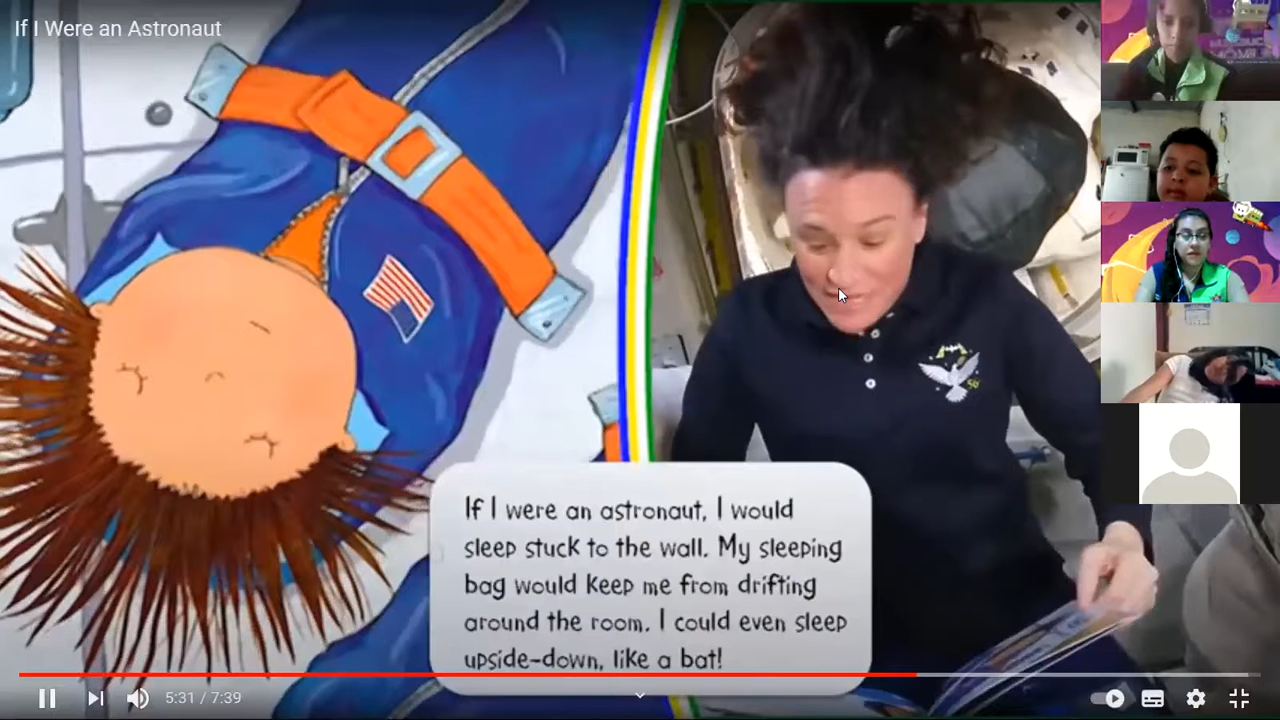 If I Were an Astronaut
If I were an astronaut, I would
sleep stuck to the wall. My sleeping
bag would keep me from drifting
around the room. I could even sleep
upside-down, like a bat!
5:31 / 7:39